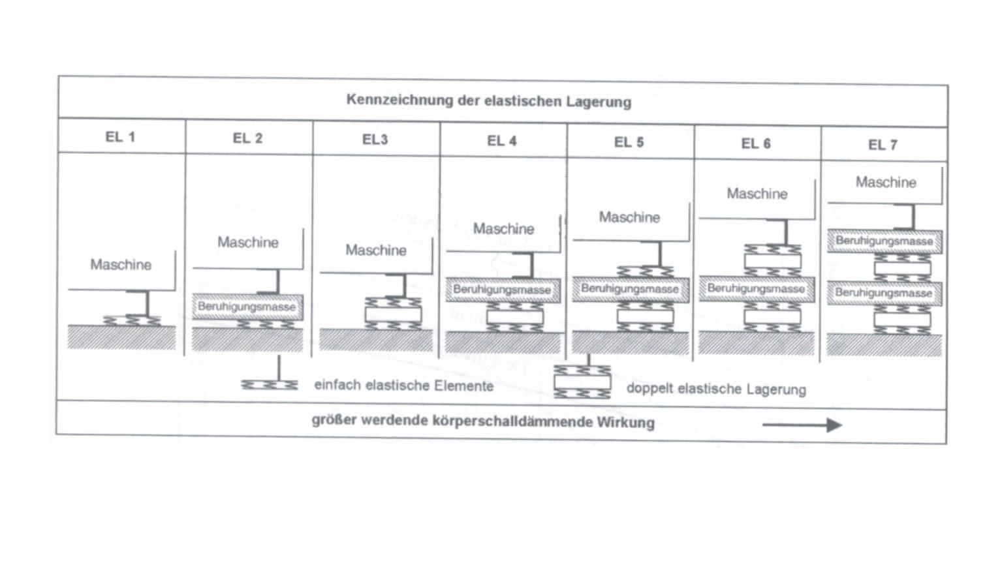 Kennzeichnung der elastischen Lagerung
EL 1 EL 2 EL3 EL 4 EL 5 EL 6 EL 7
Maschine
Maschine
Beruhigungsmasse
Maschine
Maschine
Beruhigungsmasse
Maschine
Beruhigungsmasse
Maschine
Beruhigungsmasse
Maschine
Beruhigungsmasse
Beruhigungsmasse
einfach elastische Elemente
doppelt elastische Lagerung
größer werdende körperschalldämmende Wirkung